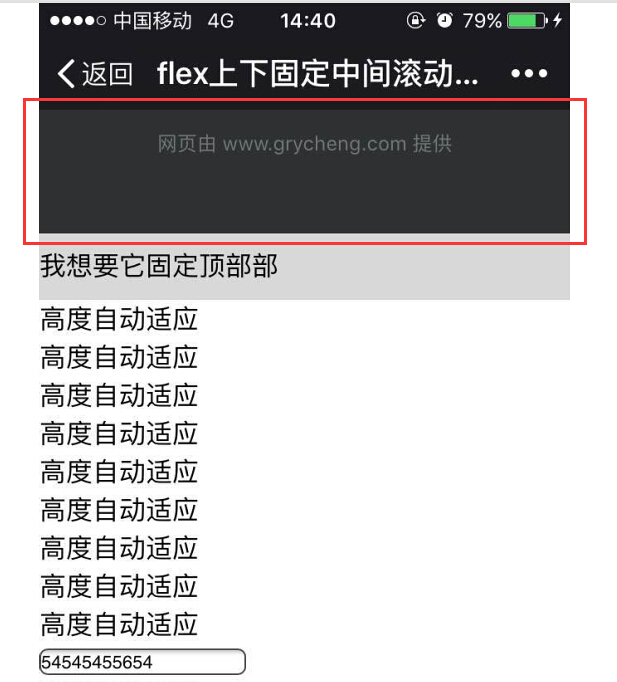 中国移动 4G 14:40 79%
返回 flex上下固定中间滚动...
网页由 www.grycheng.com 提供
我想要它固定顶部部
高度自动适应
高度自动适应
高度自动适应
高度自动适应
高度自动适应
高度自动适应
高度自动适应
高度自动适应
高度自动适应
54545455654